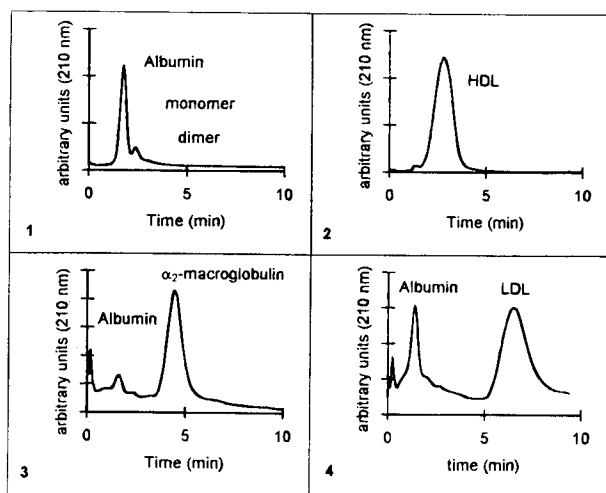 arbitrary units (210 nm)
Albumin
monomer
dimer
0
5
10
Time (min)
1
arbitrary units (210 nm)
HDL
0
5
10
Time (min)
2
arbitrary units (210 nm)
α₂-macroglobulin
Albumin
0
5
10
Time (min)
3
arbitrary units (210 nm)
Albumin
LDL
0
5
10
time (min)
4